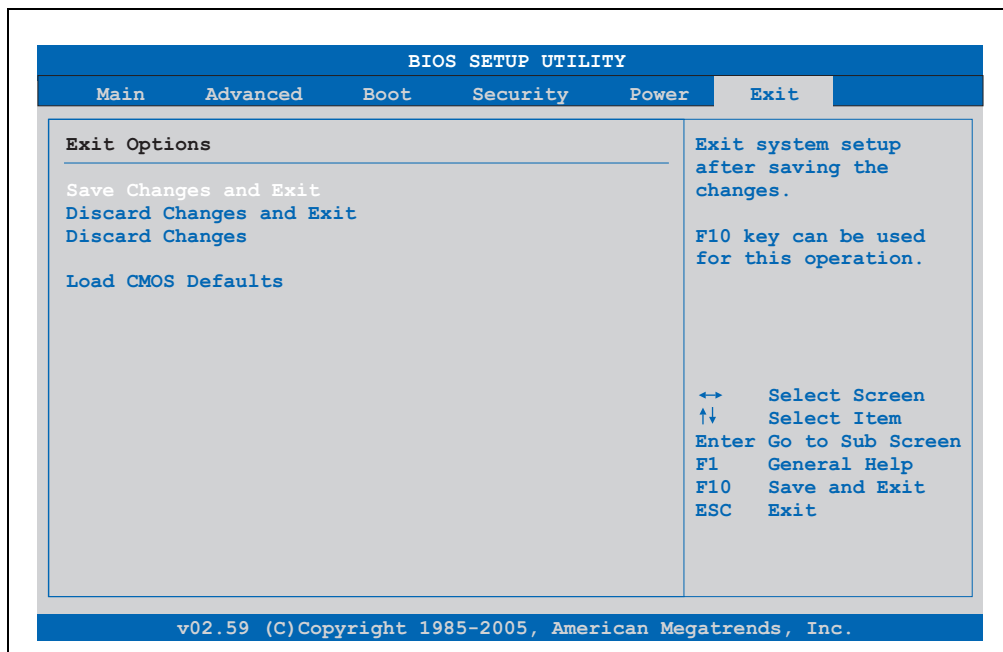 BIOS SETUP UTILITY
Main Advanced Boot Security Power Exit
Exit Options
Save Changes and Exit
Discard Changes and Exit
Discard Changes
Load CMOS Defaults
Exit system setup
after saving the
changes.
F10 key can be used
for this operation.
↔ Select Screen
↑↓ Select Item
Enter Go to Sub Screen
F1 General Help
F10 Save and Exit
ESC Exit
v02.59 (C)Copyright 1985-2005, American Megatrends, Inc.